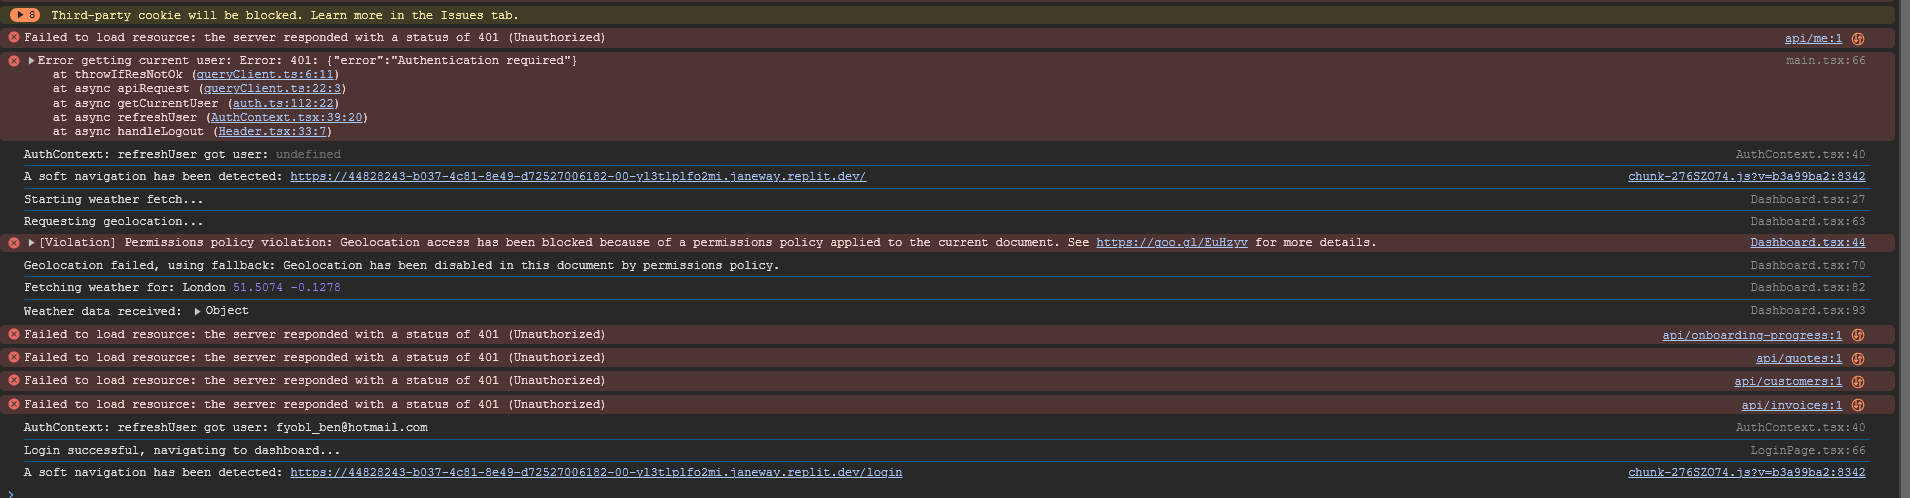 8 Third-party cookie will be blocked. Learn more in the Issues tab.
Failed to load resource: the server responded with a status of 401 (Unauthorized) api/me:1
Error getting current user: Error: 401: {"error":"Authentication required"} main.tsx:66
at throwIfResNotOk (queryClient.ts:6:11)
at async apiRequest (queryClient.ts:22:3)
at async getCurrentUser (auth.ts:112:22)
at async refreshUser (AuthContext.tsx:39:20)
at async handleLogout (Header.tsx:33:7)
AuthContext: refreshUser got user: undefined AuthContext.tsx:40
A soft navigation has been detected: https://44828243-b037-4c81-8e49-d72527006182-00-yl3tlplfo2mi.janeway.replit.dev/ chunk-276SZO74.js?v=b3a99ba2:8342
Starting weather fetch... Dashboard.tsx:27
Requesting geolocation... Dashboard.tsx:63
[Violation] Permissions policy violation: Geolocation access has been blocked because of a permissions policy applied to the current document. See https://goo.gl/EuHzyv for more details. Dashboard.tsx:44
Geolocation failed, using fallback: Geolocation has been disabled in this document by permissions policy. Dashboard.tsx:70
Fetching weather for: London 51.5074 -0.1278 Dashboard.tsx:82
Weather data received: Object Dashboard.tsx:93
Failed to load resource: the server responded with a status of 401 (Unauthorized) api/onboarding-progress:1
Failed to load resource: the server responded with a status of 401 (Unauthorized) api/quotes:1
Failed to load resource: the server responded with a status of 401 (Unauthorized) api/customers:1
Failed to load resource: the server responded with a status of 401 (Unauthorized) api/invoices:1
AuthContext: refreshUser got user: fyobl_ben@hotmail.com AuthContext.tsx:40
Login successful, navigating to dashboard... LoginPage.tsx:66
A soft navigation has been detected: https://44828243-b037-4c81-8e49-d72527006182-00-yl3tlplfo2mi.janeway.replit.dev/login chunk-276SZO74.js?v=b3a99ba2:8342